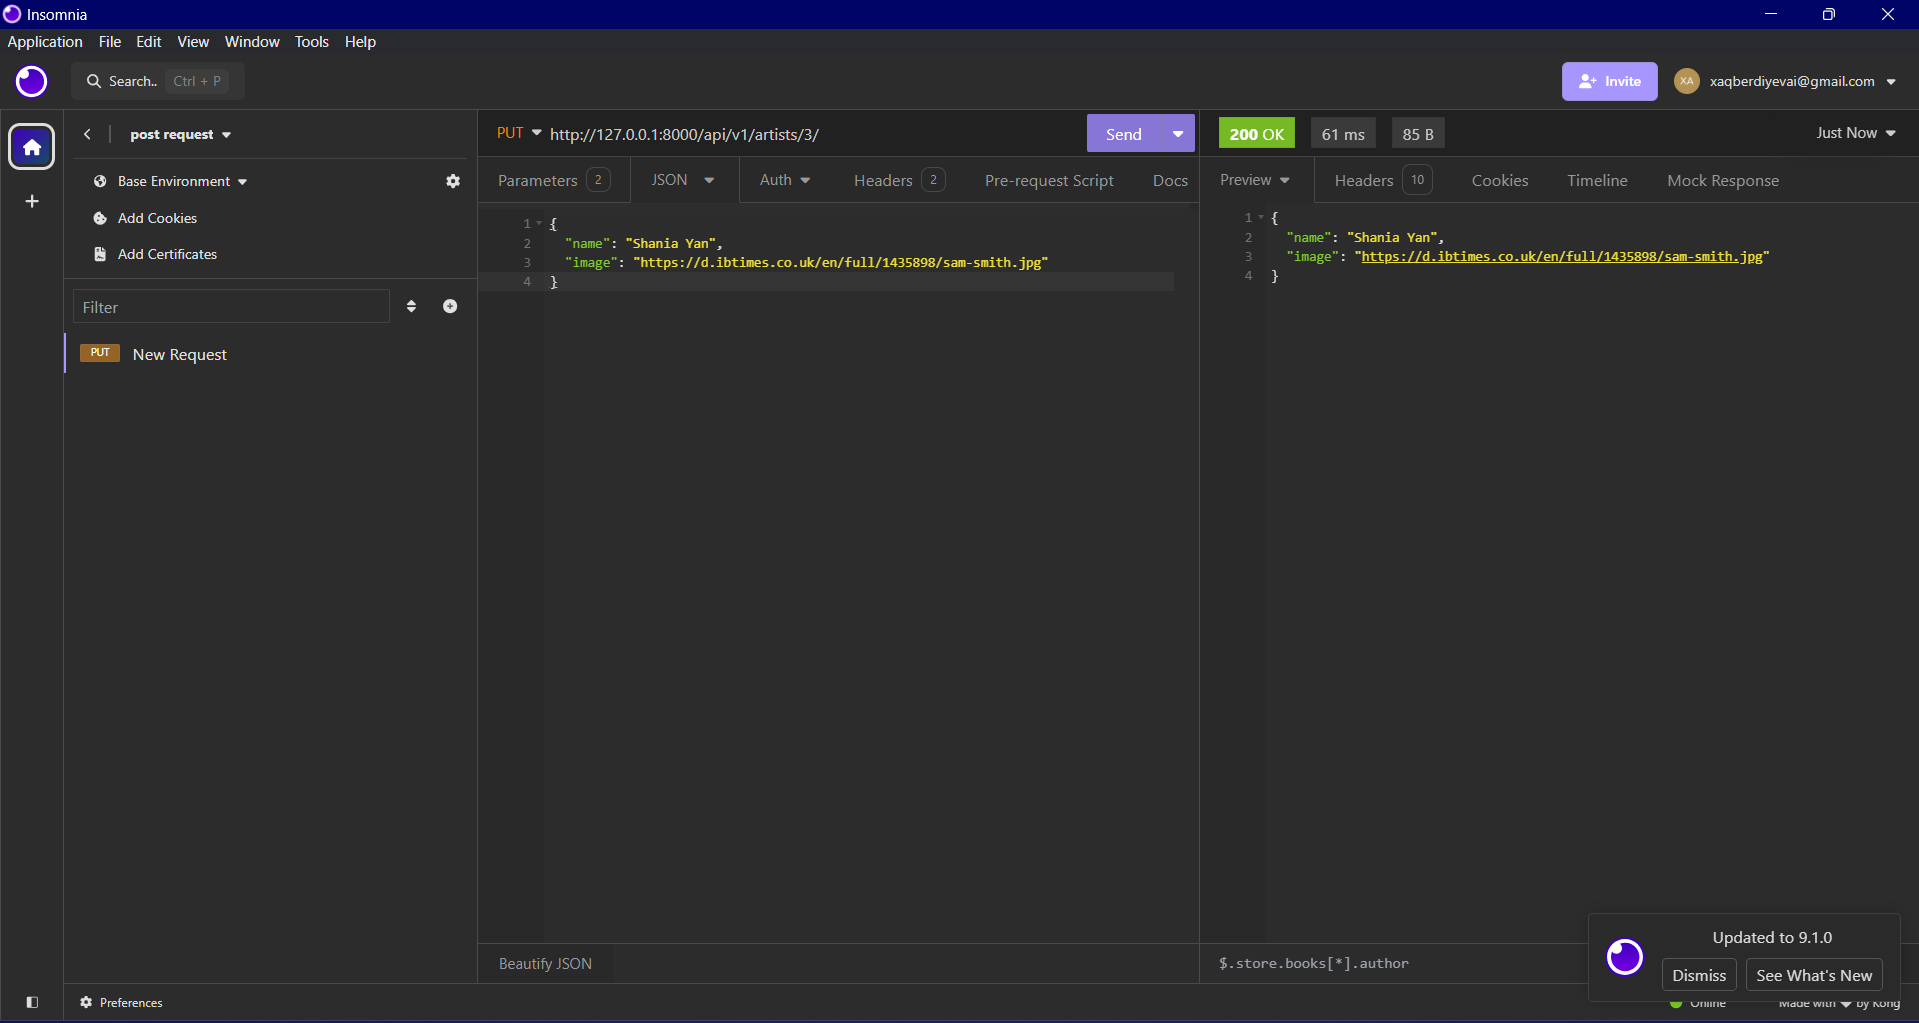 Insomnia
Application File Edit View Window Tools Help
Search.. Ctrl + P
Invite
XA xaqberdiyevai@gmail.com
post request
Base Environment
Add Cookies
Add Certificates
Filter
PUT New Request
PUT http://127.0.0.1:8000/api/v1/artists/3/
Send
Parameters 2 JSON Auth Headers 2 Pre-request Script Docs
1 {
2 "name": "Shania Yan",
3 "image": "https://d.ibtimes.co.uk/en/full/1435898/sam-smith.jpg"
4 }
Beautify JSON
200 OK 61 ms 85 B Just Now
Preview Headers 10 Cookies Timeline Mock Response
1 {
2 "name": "Shania Yan",
3 "image": "https://d.ibtimes.co.uk/en/full/1435898/sam-smith.jpg"
4 }
$.store.books[*].author
Updated to 9.1.0
Dismiss See What's New
Preferences
Online Made with ❤ by Kong